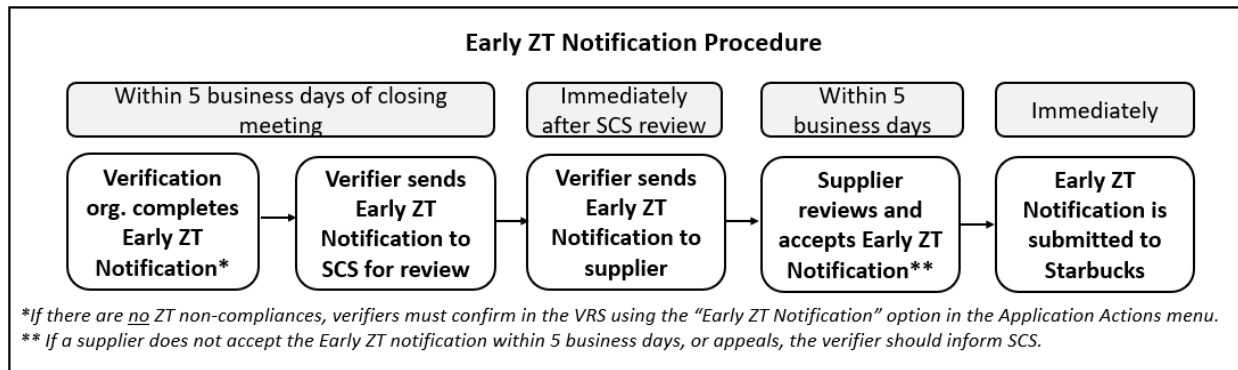 Early ZT Notification Procedure
Within 5 business days of closing
meeting
Immediately
after SCS review
Within 5
business days
Immediately
Verification
org. completes
Early ZT
Notification*
Verifier sends
Early ZT
Notification to
SCS for review
Verifier sends
Early ZT
Notification to
supplier
Supplier
reviews and
accepts Early ZT
Notification**
Early ZT
Notification is
submitted to
Starbucks
*If there are no ZT non-compliances, verifiers must confirm in the VRS using the “Early ZT Notification” option in the Application Actions menu.
** If a supplier does not accept the Early ZT notification within 5 business days, or appeals, the verifier should inform SCS.